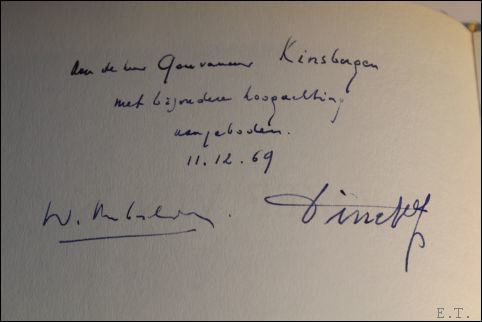 Aan de heer Gouverneur Kinsbergen
met bijzondere hoogachting
aangeboden.
11.12.69
W.
E.T.